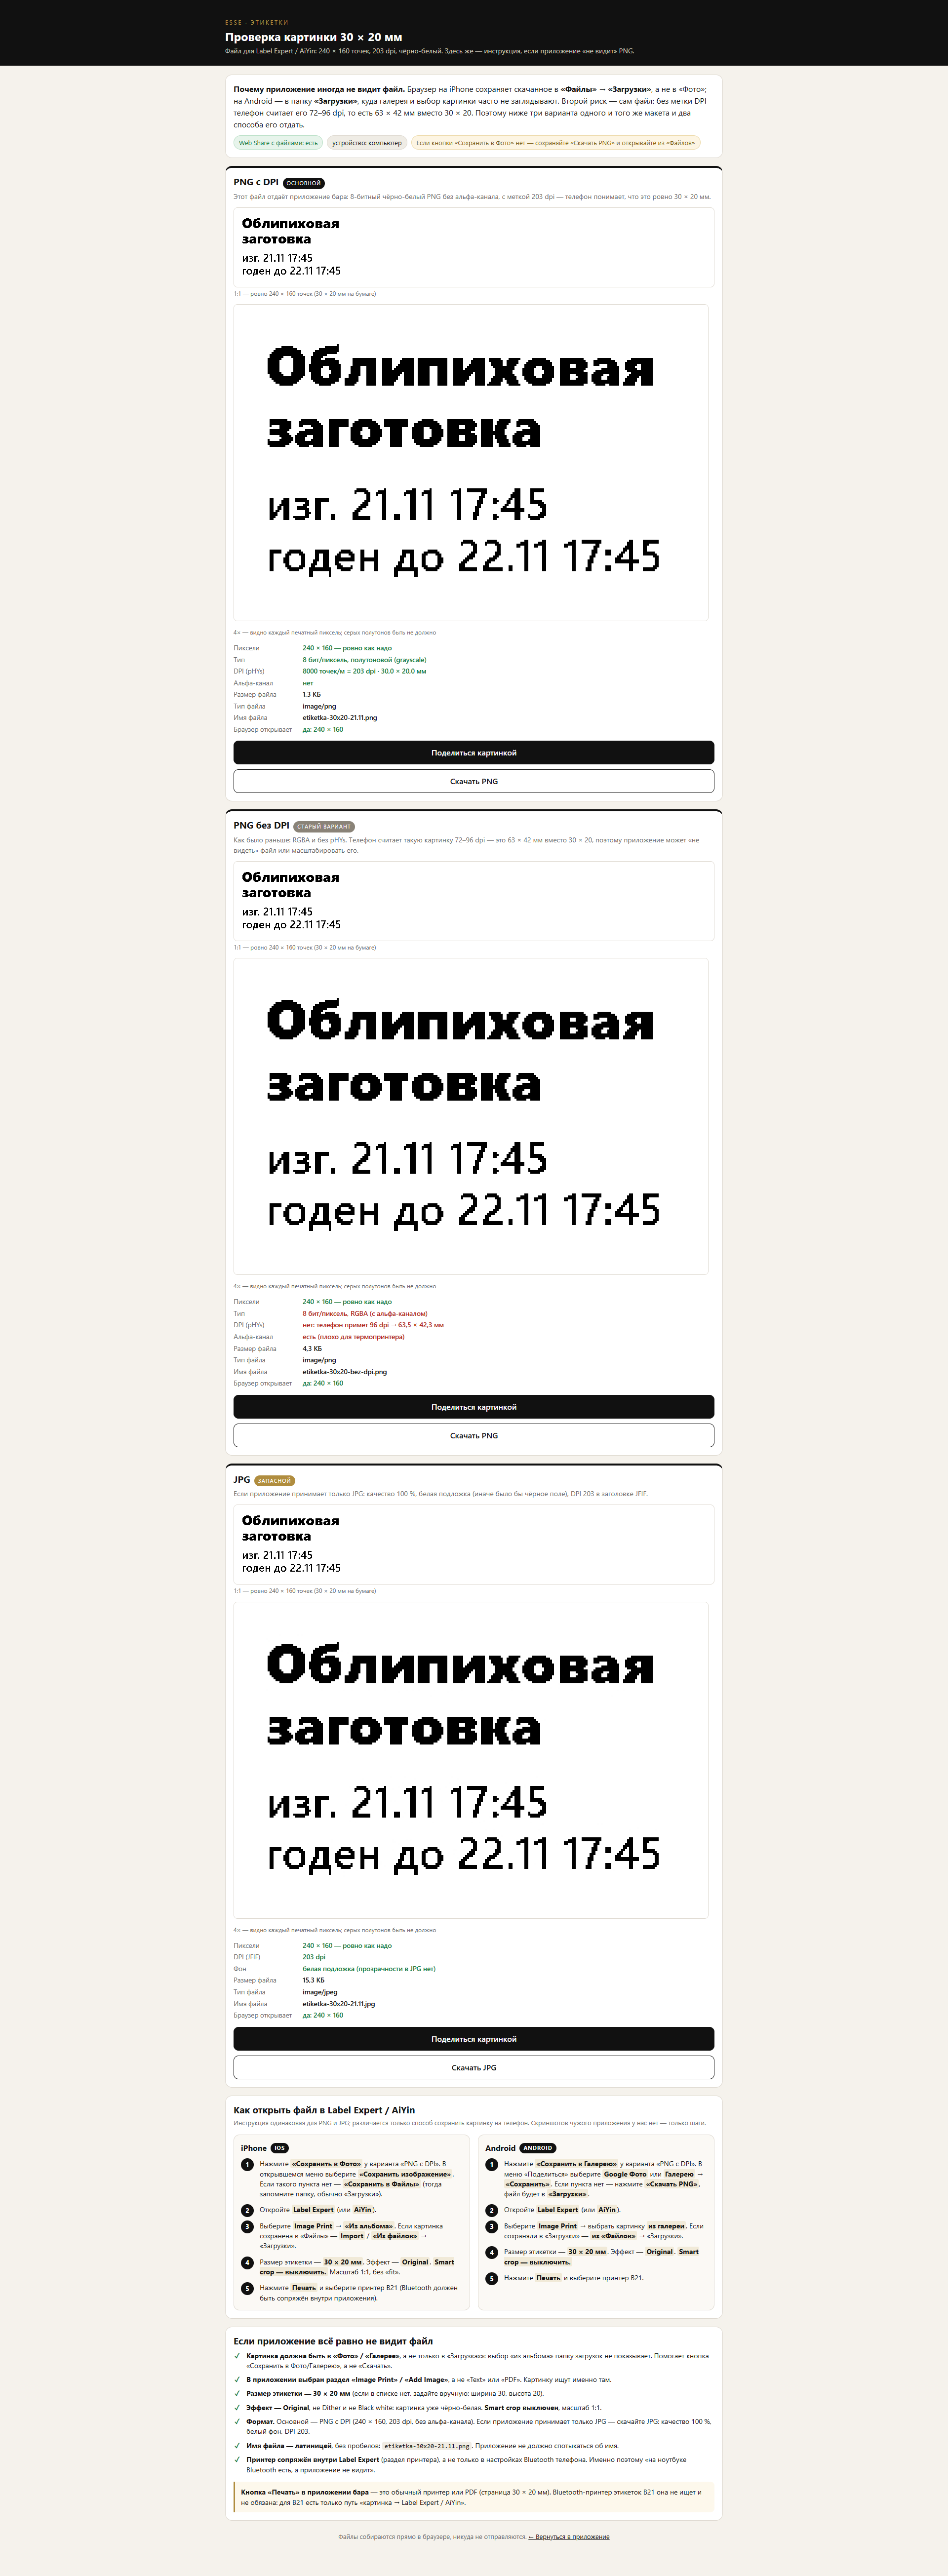 ESSE · ЭТИКЕТКИ
Проверка картинки 30 × 20 мм
Файл для Label Expert / AiYin: 240 × 160 точек, 203 dpi, чёрно-белый. Здесь же — инструкция, если приложение «не видит» PNG.
Почему приложение иногда не видит файл. Браузер на iPhone сохраняет скачанное в «Файлы» → «Загрузки», а не в «Фото»;
на Android — в папку «Загрузки», куда галерея и выбор картинки часто не заглядывают. Второй риск — сам файл: без метки DPI
телефон считает его 72–96 dpi, то есть 63 × 42 мм вместо 30 × 20. Поэтому ниже три варианта одного и того же макета и два
способа его отдать.
Web Share с файлами: есть
устройство: компьютер
Если кнопки «Сохранить в Фото» нет — сохраняйте «Скачать PNG» и открывайте из «Файлов»
PNG с DPI ОСНОВНОЙ
Этот файл отдаёт приложение бара: 8-битный чёрно-белый PNG без альфа-канала, с меткой 203 dpi — телефон понимает, что это ровно 30 × 20 мм.
Облипиховая
заготовка
изг. 21.11 17:45
годен до 22.11 17:45
1:1 — ровно 240 × 160 точек (30 × 20 мм на бумаге)
Облипиховая
заготовка
изг. 21.11 17:45
годен до 22.11 17:45
4× — видно каждый печатный пиксель; серых полутонов быть не должно
Пиксели 240 × 160 — ровно как надо
Тип 8 бит/пиксель, полутоновой (grayscale)
DPI (pHYs) 8000 точек/м = 203 dpi · 30,0 × 20,0 мм
Альфа-канал нет
Размер файла 1,3 КБ
Тип файла image/png
Имя файла etiketka-30x20-21.11.png
Браузер открывает да: 240 × 160
Поделиться картинкой
Скачать PNG
PNG без DPI СТАРЫЙ ВАРИАНТ
Как было раньше: RGBA и без pHYs. Телефон считает такую картинку 72–96 dpi — это 63 × 42 мм вместо 30 × 20, поэтому приложение может «не
видеть» файл или масштабировать его.
Облипиховая
заготовка
изг. 21.11 17:45
годен до 22.11 17:45
1:1 — ровно 240 × 160 точек (30 × 20 мм на бумаге)
Облипиховая
заготовка
изг. 21.11 17:45
годен до 22.11 17:45
4× — видно каждый печатный пиксель; серых полутонов быть не должно
Пиксели 240 × 160 — ровно как надо
Тип 8 бит/пиксель, RGBA (с альфа-каналом)
DPI (pHYs) нет: телефон примет 96 dpi → 63,5 × 42,3 мм
Альфа-канал есть (плохо для термопринтера)
Размер файла 4,3 КБ
Тип файла image/png
Имя файла etiketka-30x20-bez-dpi.png
Браузер открывает да: 240 × 160
Поделиться картинкой
Скачать PNG
JPG ЗАПАСНОЙ
Если приложение принимает только JPG: качество 100 %, белая подложка (иначе было бы чёрное поле), DPI 203 в заголовке JFIF.
Облипиховая
заготовка
изг. 21.11 17:45
годен до 22.11 17:45
1:1 — ровно 240 × 160 точек (30 × 20 мм на бумаге)
Облипиховая
заготовка
изг. 21.11 17:45
годен до 22.11 17:45
4× — видно каждый печатный пиксель; серых полутонов быть не должно
Пиксели 240 × 160 — ровно как надо
DPI (JFIF) 203 dpi
Фон белая подложка (прозрачности в JPG нет)
Размер файла 15,3 КБ
Тип файла image/jpeg
Имя файла etiketka-30x20-21.11.jpg
Браузер открывает да: 240 × 160
Поделиться картинкой
Скачать JPG
Как открыть файл в Label Expert / AiYin
Инструкция одинаковая для PNG и JPG; различается только способ сохранить картинку на телефон. Скриншотов чужого приложения у нас нет — только шаги.
iPhone IOS
1 Нажмите «Сохранить в Фото» у варианта «PNG с DPI». В
открывшемся меню выберите «Сохранить изображение».
Если такого пункта нет — «Сохранить в Файлы» (тогда
запомните папку, обычно «Загрузки»).
2 Откройте Label Expert (или AiYin).
3 Выберите Image Print → «Из альбома». Если картинка
сохранена в «Файлы» — Import / «Из файлов» →
«Загрузки».
4 Размер этикетки — 30 × 20 мм. Эффект — Original. Smart
crop — выключить. Масштаб 1:1, без «fit».
5 Нажмите Печать и выберите принтер B21 (Bluetooth должен
быть сопряжён внутри приложения).
Android ANDROID
1 Нажмите «Сохранить в Галерею» у варианта «PNG с DPI». В
меню «Поделиться» выберите Google Фото или Галерею →
«Сохранить». Если пункта нет — нажмите «Скачать PNG»,
файл будет в «Загрузки».
2 Откройте Label Expert (или AiYin).
3 Выберите Image Print → выбрать картинку из галереи. Если
сохраняли в «Загрузки» — из «Файлов» → «Загрузки».
4 Размер этикетки — 30 × 20 мм. Эффект — Original. Smart
crop — выключить.
5 Нажмите Печать и выберите принтер B21.
Если приложение всё равно не видит файл
✓ Картинка должна быть в «Фото» / «Галерее», а не только в «Загрузках»: выбор «из альбома» папку загрузок не показывает. Помогает кнопка
«Сохранить в Фото/Галерею», а не «Скачать».
✓ В приложении выбран раздел «Image Print» / «Add Image», а не «Text» или «PDF». Картинку ищут именно там.
✓ Размер этикетки — 30 × 20 мм (если в списке нет, задайте вручную: ширина 30, высота 20).
✓ Эффект — Original, не Dither и не Black white: картинка уже чёрно-белая. Smart crop выключен, масштаб 1:1.
✓ Формат. Основной — PNG с DPI (240 × 160, 203 dpi, без альфа-канала). Если приложение принимает только JPG — скачайте JPG: качество 100 %,
белый фон, DPI 203.
✓ Имя файла — латиницей, без пробелов: etiketka-30x20-21.11.png. Приложение не должно спотыкаться об имя.
✓ Принтер сопряжён внутри Label Expert (раздел принтера), а не только в настройках Bluetooth телефона. Именно поэтому «на ноутбуке
Bluetooth есть, а приложение не видит».
Кнопка «Печать» в приложении бара — это обычный принтер или PDF (страница 30 × 20 мм). Bluetooth-принтер этикеток B21 она не ищет и
не обязана: для B21 есть только путь «картинка → Label Expert / AiYin».
Файлы собираются прямо в браузере, никуда не отправляются. ← Вернуться в приложение